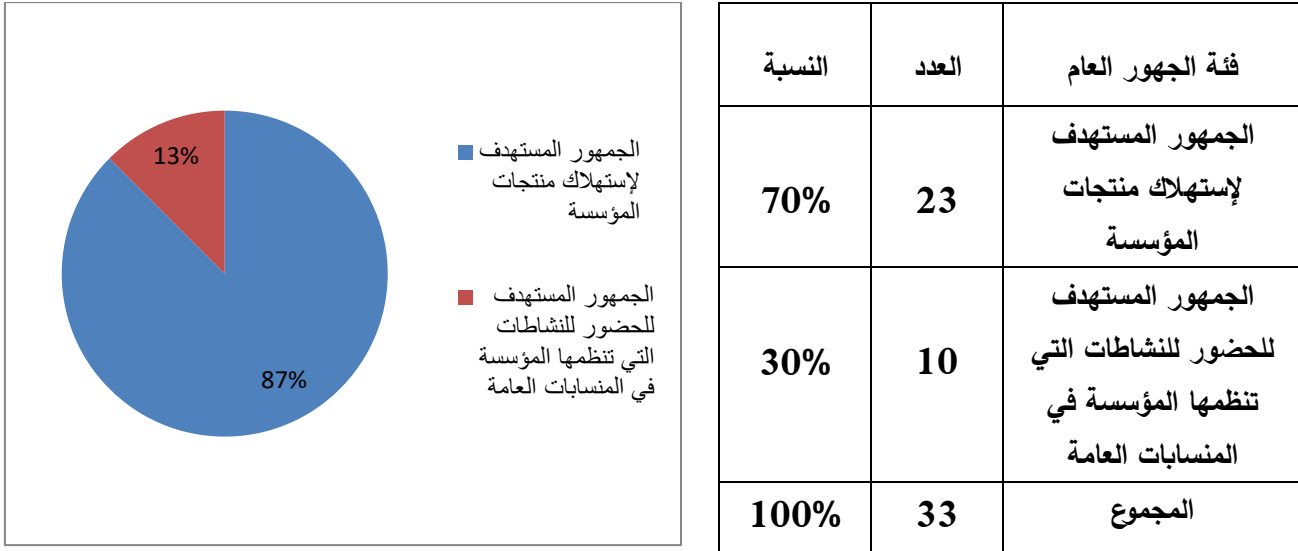 13%
87%
الجمهور المستهدف
لإستهلاك منتجات
المؤسسة
الجمهور المستهدف
للحضور للنشاطات
التي تنظمها المؤسسة
في المنسابات العامة
فئة الجهور العام العدد النسبة
الجمهور المستهدف
لإستهلاك منتجات
المؤسسة
23 70%
الجمهور المستهدف
للحضور للنشاطات التي
تنظمها المؤسسة في
المنسابات العامة
10 30%
المجموع 33 100%